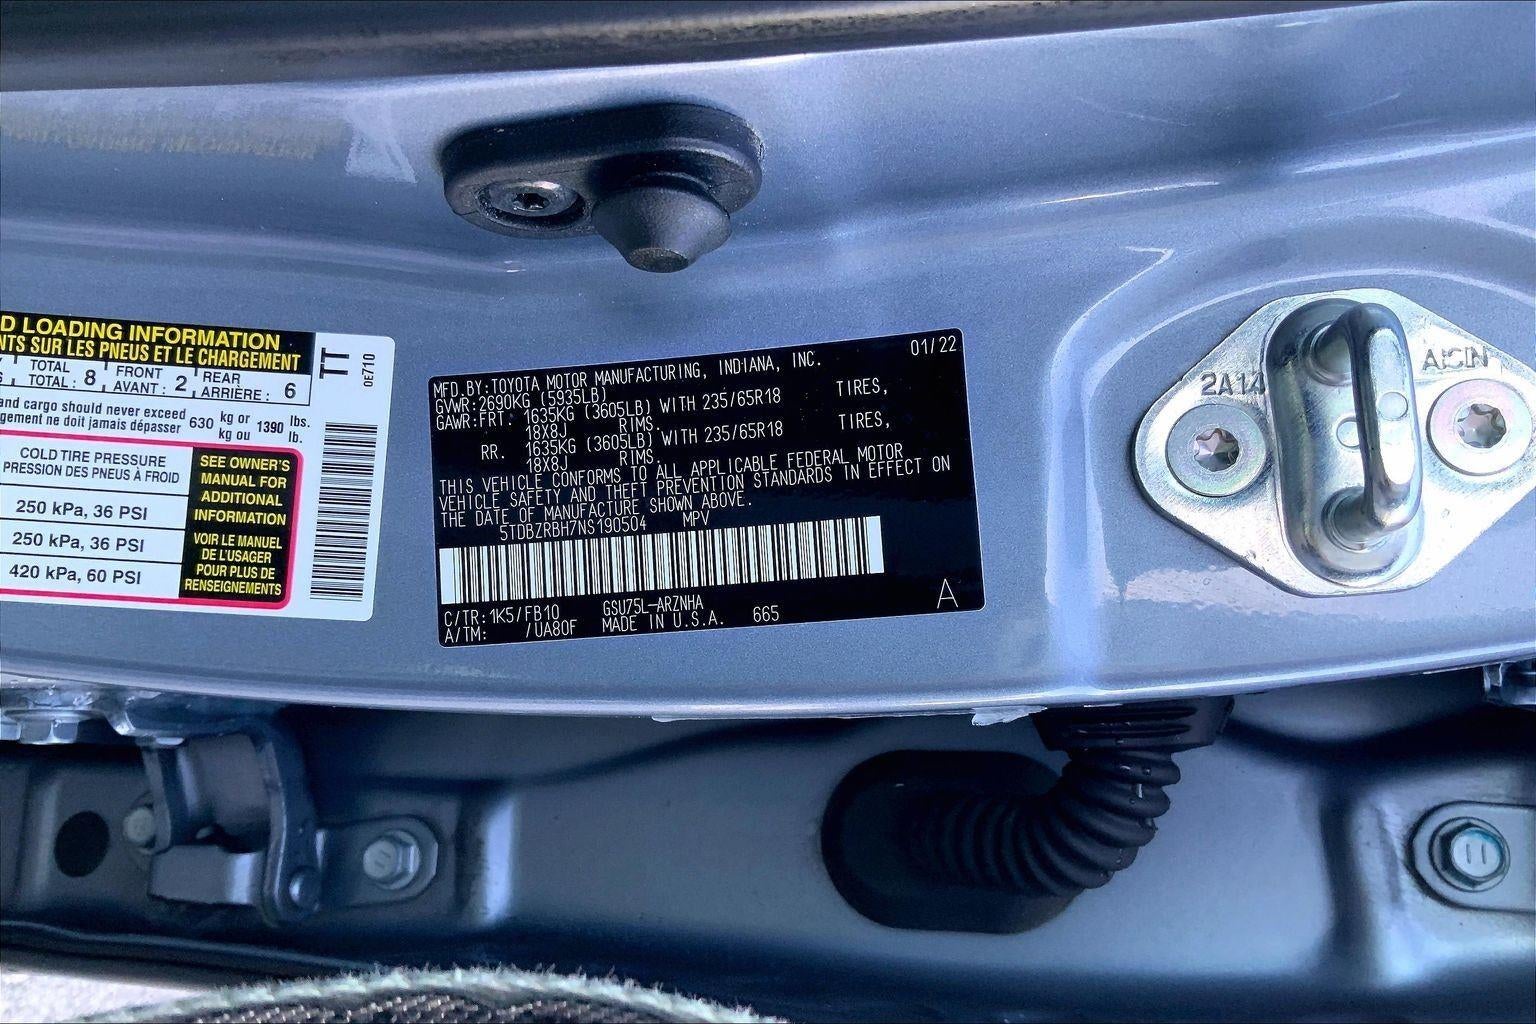 D LOADING INFORMATION
NTS SUR LES PNEUS ET LE CHARGEMENT
TOTAL
TOTAL : 8
FRONT
AVANT : 2
REAR
ARRIÈRE : 6
and cargo should never exceed 630 kg or 1390 lbs.
gement ne doit jamais dépasser kg ou lb.
COLD TIRE PRESSURE
PRESSION DES PNEUS À FROID
250 kPa, 36 PSI
250 kPa, 36 PSI
420 kPa, 60 PSI
SEE OWNER'S
MANUAL FOR
ADDITIONAL
INFORMATION
VOIR LE MANUEL
DE L'USAGER
POUR PLUS DE
RENSEIGNEMENTS
TT
0E710
01/22
MFD.BY:TOYOTA MOTOR MANUFACTURING, INDIANA, INC.
GVWR:2690KG (5935LB)
GAWR:FRT. 1635KG (3605LB) WITH 235/65R18 TIRES,
18X8J RIMS.
RR. 1635KG (3605LB) WITH 235/65R18 TIRES,
18X8J RIMS.
THIS VEHICLE CONFORMS TO ALL APPLICABLE FEDERAL MOTOR
VEHICLE SAFETY AND THEFT PREVENTION STANDARDS IN EFFECT ON
THE DATE OF MANUFACTURE SHOWN ABOVE.
5TDBZRBH7NS190504 MPV
C/TR:1K5/FB10 GSU75L-ARZNHA
A/TM: /UA80F MADE IN U.S.A. 665
A
2A14
AISIN